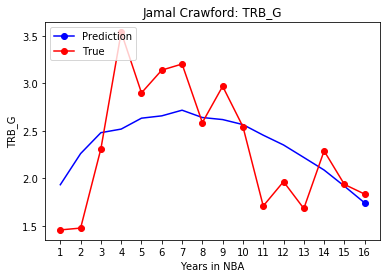 Jamal Crawford: TRB_G
Prediction
True
3.5
3.0
2.5
2.0
1.5
TRB_G
1 2 3 4 5 6 7 8 9 10 11 12 13 14 15 16
Years in NBA